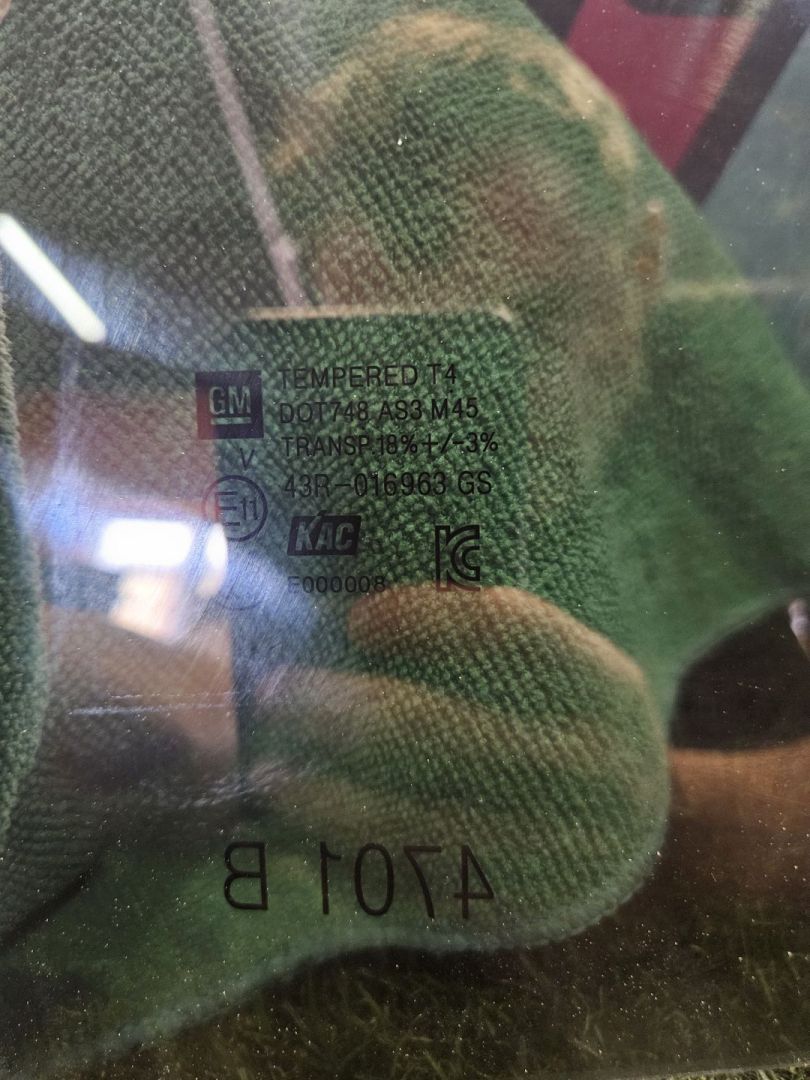 GM
TEMPERED T4
DOT748 AS3 M45
TRANSP.18%+/-3%
V
43R-016963 GS
E11
KAC
E000008
4701 B